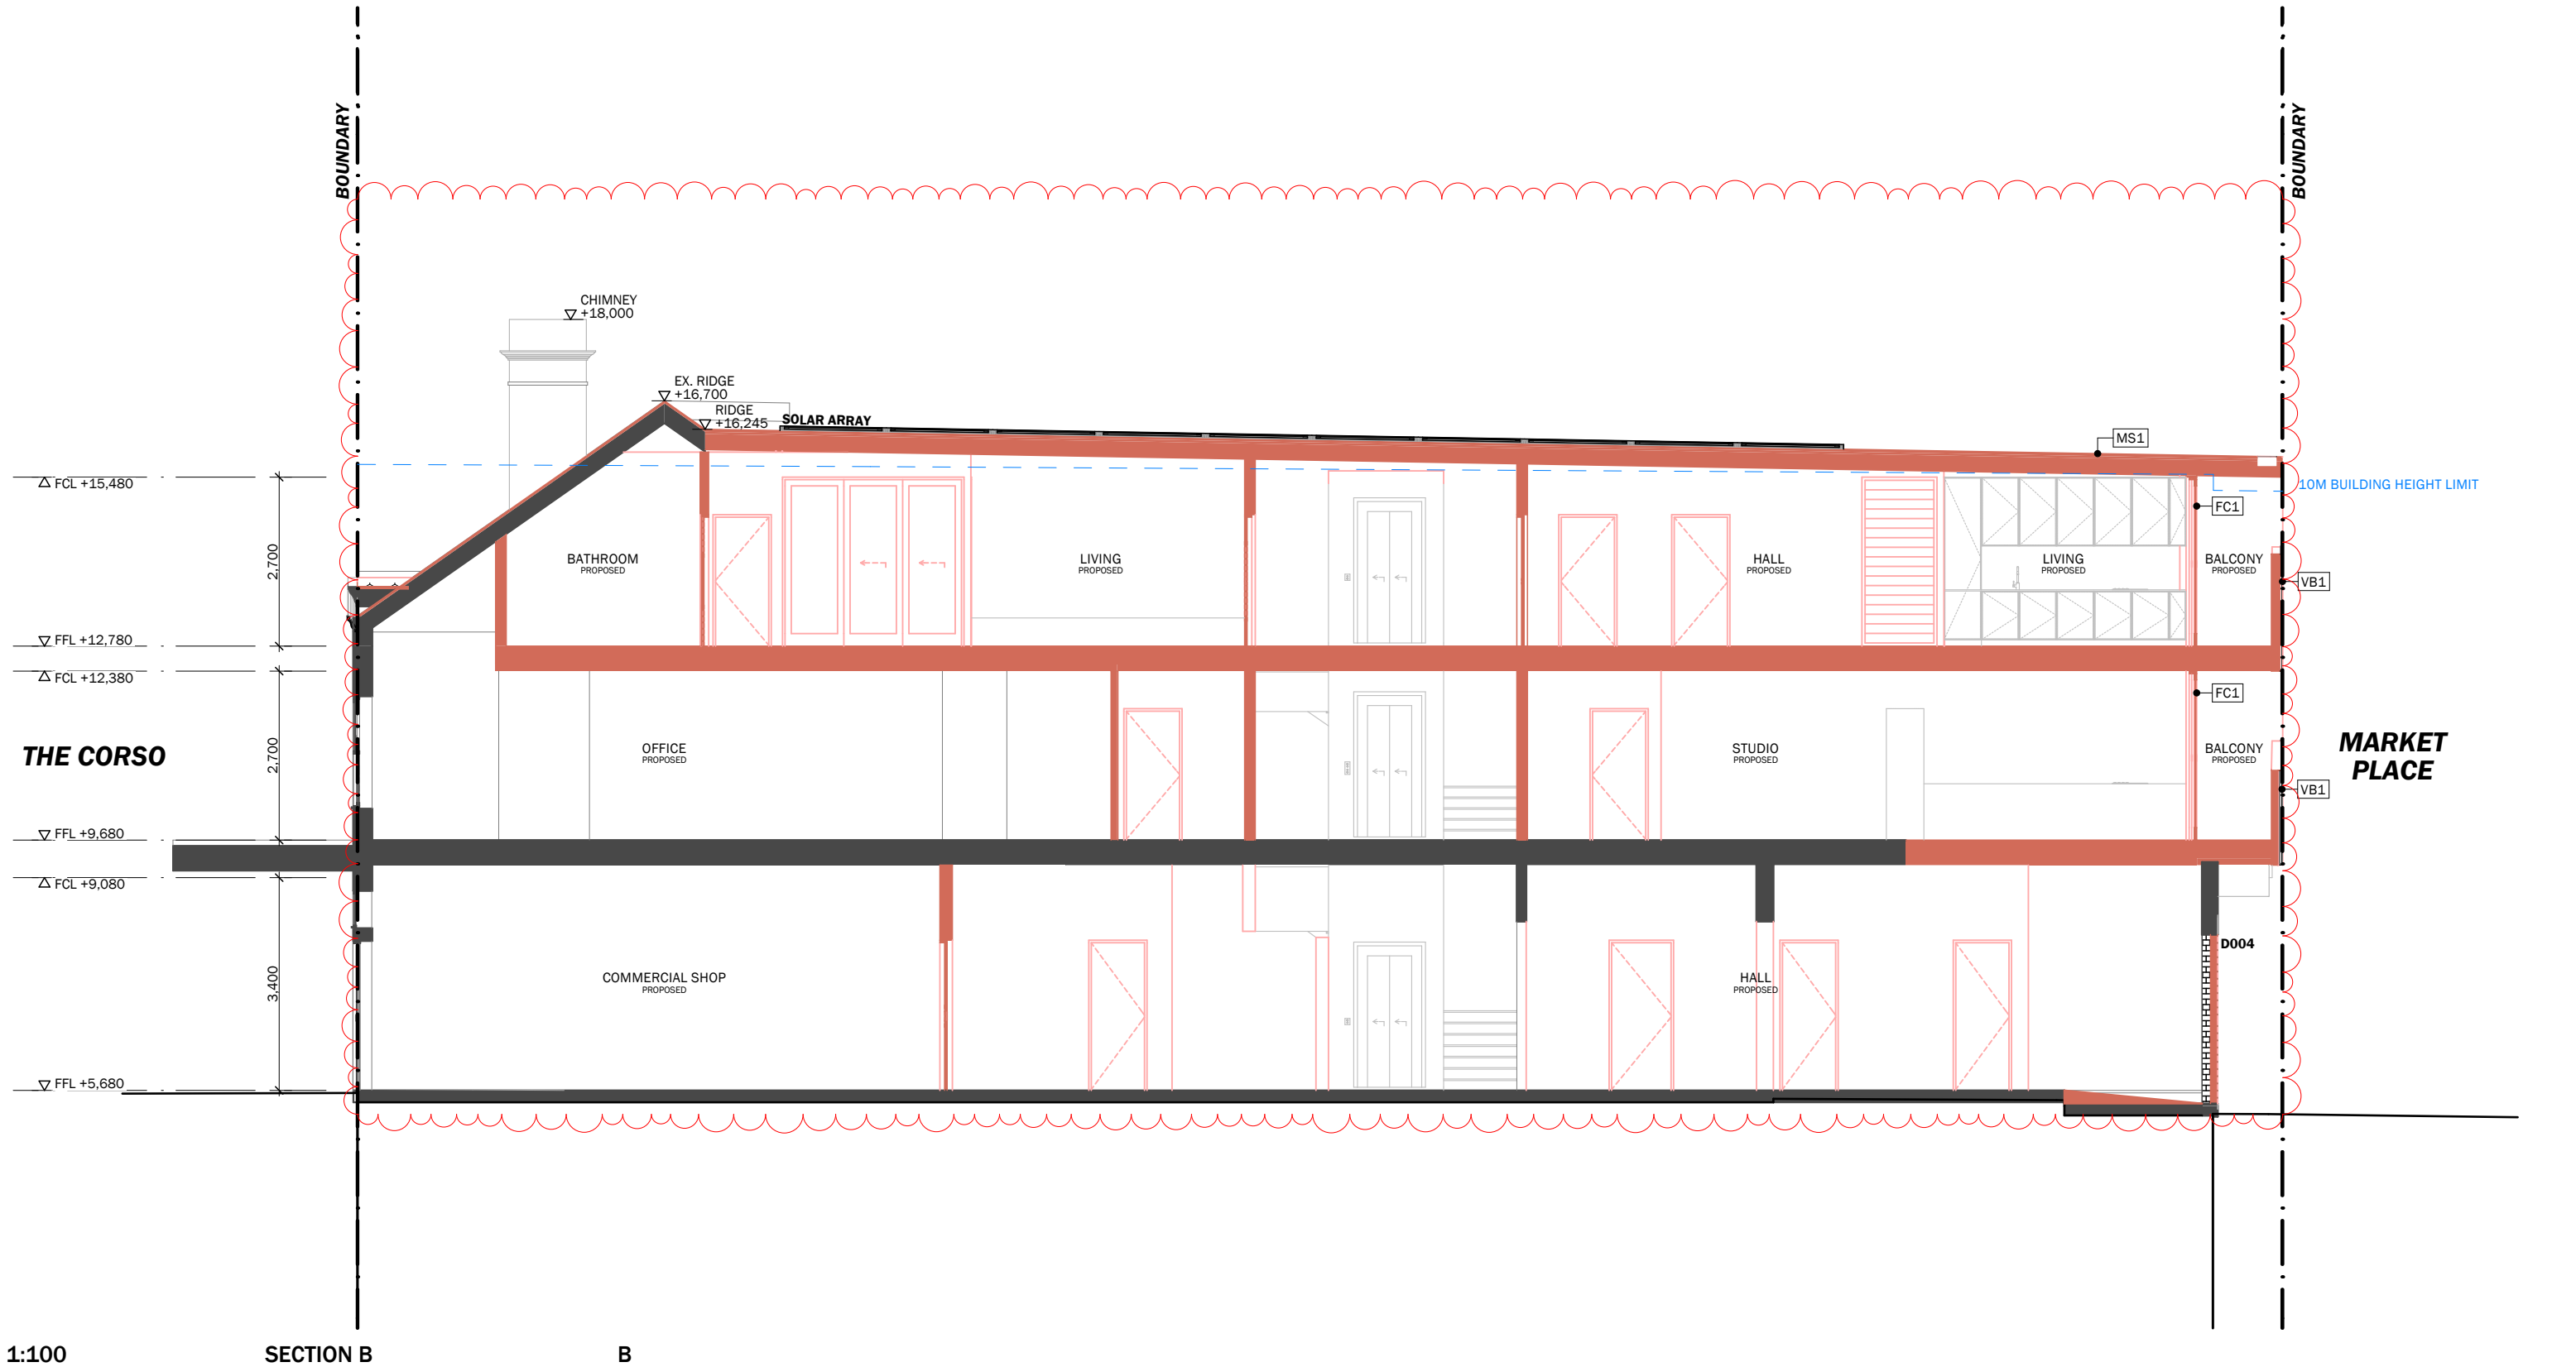 BOUNDARY
BOUNDARY
CHIMNEY
+18,000
EX. RIDGE
+16,700
RIDGE
+16,245
SOLAR ARRAY
MS1
FCL +15,480
10M BUILDING HEIGHT LIMIT
FC1
2,700
BATHROOM
PROPOSED
LIVING
PROPOSED
HALL
PROPOSED
LIVING
PROPOSED
BALCONY
PROPOSED
VB1
FFL +12,780
FCL +12,380
FC1
THE CORSO
2,700
OFFICE
PROPOSED
STUDIO
PROPOSED
BALCONY
PROPOSED
MARKET
PLACE
VB1
FFL +9,680
FCL +9,080
D004
3,400
COMMERCIAL SHOP
PROPOSED
HALL
PROPOSED
FFL +5,680
1:100
SECTION B
B